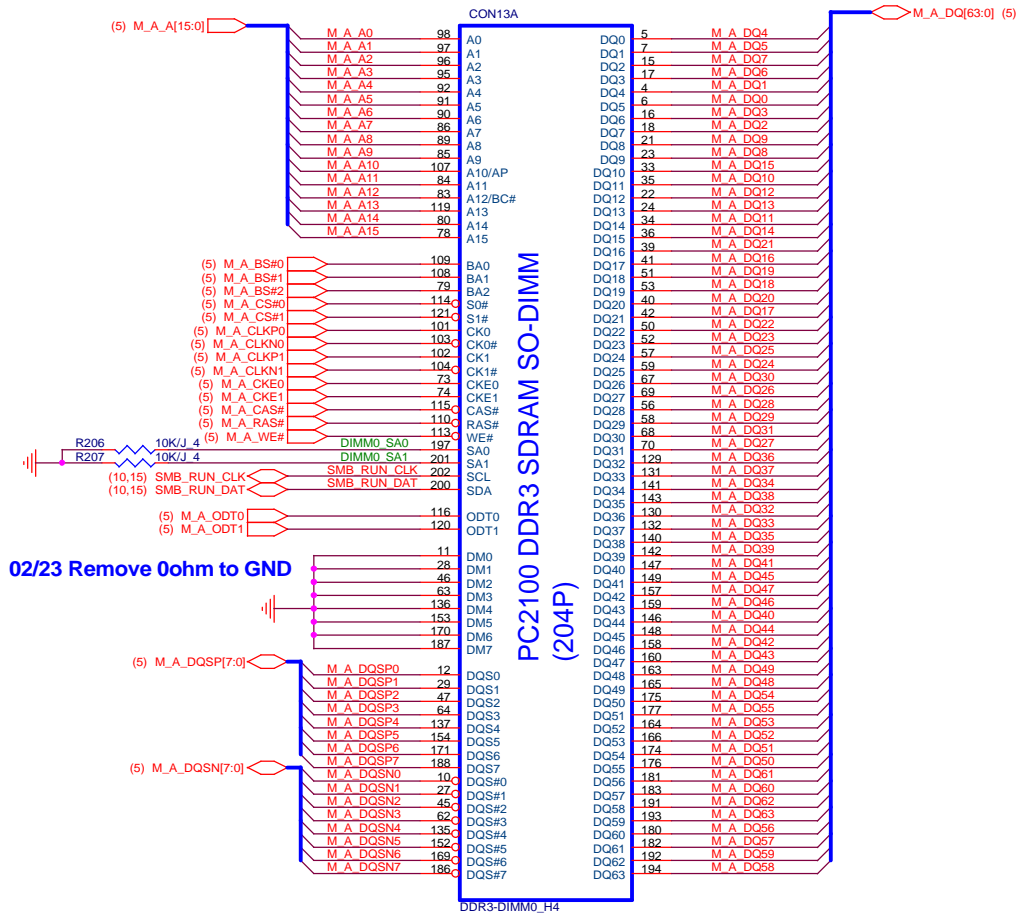 CON13A
(5) M_A_A[15:0]
M_A_A0 98 A0
M_A_A1 97 A1
M_A_A2 96 A2
M_A_A3 95 A3
M_A_A4 92 A4
M_A_A5 91 A5
M_A_A6 90 A6
M_A_A7 86 A7
M_A_A8 89 A8
M_A_A9 85 A9
M_A_A10 107 A10/AP
M_A_A11 84 A11
M_A_A12 83 A12/BC#
M_A_A13 119 A13
M_A_A14 80 A14
M_A_A15 78 A15
(5) M_A_BS#0 109 BA0
(5) M_A_BS#1 108 BA1
(5) M_A_BS#2 79 BA2
(5) M_A_CS#0 114 S0#
(5) M_A_CS#1 121 S1#
(5) M_A_CLKP0 101 CK0
(5) M_A_CLKN0 103 CK0#
(5) M_A_CLKP1 102 CK1
(5) M_A_CLKN1 104 CK1#
(5) M_A_CKE0 73 CKE0
(5) M_A_CKE1 74 CKE1
(5) M_A_CAS# 115 CAS#
(5) M_A_RAS# 110 RAS#
(5) M_A_WE# 113 WE#
R206 10K/J_4 DIMM0_SA0 197 SA0
R207 10K/J_4 DIMM0_SA1 201 SA1
(10,15) SMB_RUN_CLK SMB_RUN_CLK 202 SCL
(10,15) SMB_RUN_DAT SMB_RUN_DAT 200 SDA
(5) M_A_ODT0 116 ODT0
(5) M_A_ODT1 120 ODT1
02/23 Remove 0ohm to GND
11 DM0
28 DM1
46 DM2
63 DM3
136 DM4
153 DM5
170 DM6
187 DM7
(5) M_A_DQSP[7:0]
M_A_DQSP0 12 DQS0
M_A_DQSP1 29 DQS1
M_A_DQSP2 47 DQS2
M_A_DQSP3 64 DQS3
M_A_DQSP4 137 DQS4
M_A_DQSP5 154 DQS5
M_A_DQSP6 171 DQS6
M_A_DQSP7 188 DQS7
(5) M_A_DQSN[7:0]
M_A_DQSN0 10 DQS#0
M_A_DQSN1 27 DQS#1
M_A_DQSN2 45 DQS#2
M_A_DQSN3 62 DQS#3
M_A_DQSN4 135 DQS#4
M_A_DQSN5 152 DQS#5
M_A_DQSN6 169 DQS#6
M_A_DQSN7 186 DQS#7
PC2100 DDR3 SDRAM SO-DIMM
(204P)
M_A_DQ[63:0] (5)
DQ0 5 M_A_DQ4
DQ1 7 M_A_DQ5
DQ2 15 M_A_DQ7
DQ3 17 M_A_DQ6
DQ4 4 M_A_DQ1
DQ5 6 M_A_DQ0
DQ6 16 M_A_DQ3
DQ7 18 M_A_DQ2
DQ8 21 M_A_DQ9
DQ9 23 M_A_DQ8
DQ10 33 M_A_DQ15
DQ11 35 M_A_DQ10
DQ12 22 M_A_DQ12
DQ13 24 M_A_DQ13
DQ14 34 M_A_DQ11
DQ15 36 M_A_DQ14
DQ16 39 M_A_DQ21
DQ17 41 M_A_DQ16
DQ18 51 M_A_DQ19
DQ19 53 M_A_DQ18
DQ20 40 M_A_DQ20
DQ21 42 M_A_DQ17
DQ22 50 M_A_DQ22
DQ23 52 M_A_DQ23
DQ24 57 M_A_DQ25
DQ25 59 M_A_DQ24
DQ26 67 M_A_DQ30
DQ27 69 M_A_DQ26
DQ28 56 M_A_DQ28
DQ29 58 M_A_DQ29
DQ30 68 M_A_DQ31
DQ31 70 M_A_DQ27
DQ32 129 M_A_DQ36
DQ33 131 M_A_DQ37
DQ34 141 M_A_DQ34
DQ35 143 M_A_DQ38
DQ36 130 M_A_DQ32
DQ37 132 M_A_DQ33
DQ38 140 M_A_DQ35
DQ39 142 M_A_DQ39
DQ40 147 M_A_DQ41
DQ41 149 M_A_DQ45
DQ42 157 M_A_DQ47
DQ43 159 M_A_DQ46
DQ44 146 M_A_DQ40
DQ45 148 M_A_DQ44
DQ46 158 M_A_DQ42
DQ47 160 M_A_DQ43
DQ48 163 M_A_DQ49
DQ49 165 M_A_DQ48
DQ50 175 M_A_DQ54
DQ51 177 M_A_DQ55
DQ52 164 M_A_DQ53
DQ53 166 M_A_DQ52
DQ54 174 M_A_DQ51
DQ55 176 M_A_DQ50
DQ56 181 M_A_DQ61
DQ57 183 M_A_DQ60
DQ58 191 M_A_DQ62
DQ59 193 M_A_DQ63
DQ60 180 M_A_DQ56
DQ61 182 M_A_DQ57
DQ62 192 M_A_DQ59
DQ63 194 M_A_DQ58
DDR3-DIMM0_H4